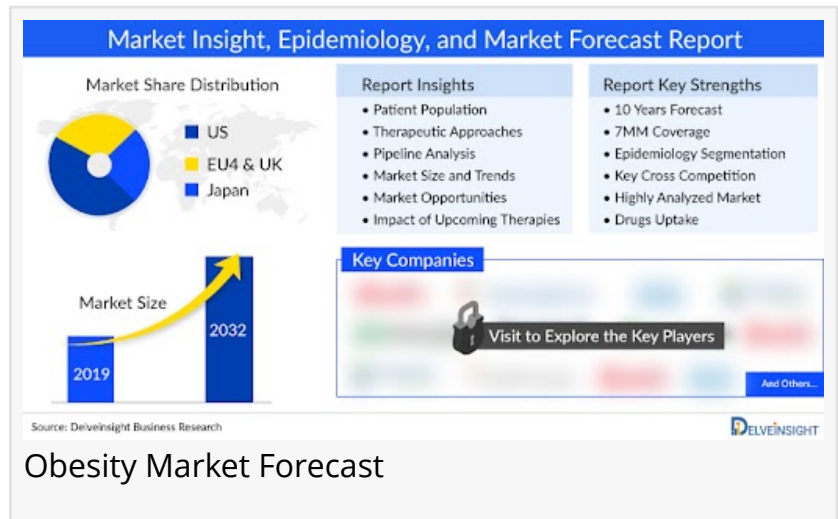 Market Insight, Epidemiology, and Market Forecast Report
Market Share Distribution
US
EU4 & UK
Japan
Report Insights
• Patient Population
• Therapeutic Approaches
• Pipeline Analysis
• Market Size and Trends
• Market Opportunities
• Impact of Upcoming Therapies
Report Key Strengths
• 10 Years Forecast
• 7MM Coverage
• Epidemiology Segmentation
• Key Cross Competition
• Highly Analyzed Market
• Drugs Uptake
Market Size
2019
2032
Key Companies
Visit to Explore the Key Players
And Others...
Source: Delveinsight Business Research
DELVEINSIGHT
Obesity Market Forecast